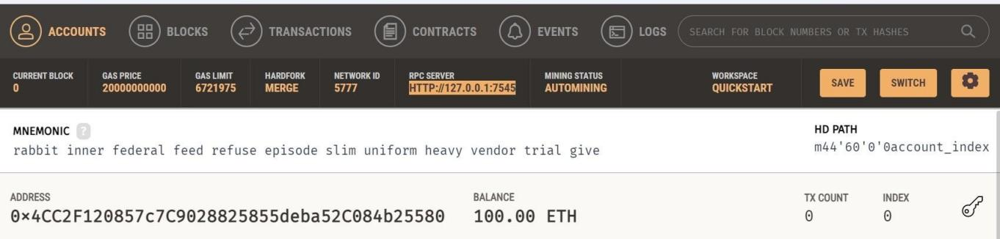 ACCOUNTS BLOCKS TRANSACTIONS CONTRACTS EVENTS LOGS SEARCH FOR BLOCK NUMBERS OR TX HASHES
CURRENT BLOCK GAS PRICE GAS LIMIT HARDFORK NETWORK ID RPC SERVER MINING STATUS WORKSPACE
0 20000000000 6721975 MERGE 5777 HTTP://127.0.0.1:7545 AUTOMINING QUICKSTART SAVE SWITCH
MNEMONIC ? HD PATH
rabbit inner federal feed refuse episode slim uniform heavy vendor trial give m44'60'0'0account_index
ADDRESS BALANCE TX COUNT INDEX
0×4CC2F120857c7C9028825855deba52C084b25580 100.00 ETH 0 0